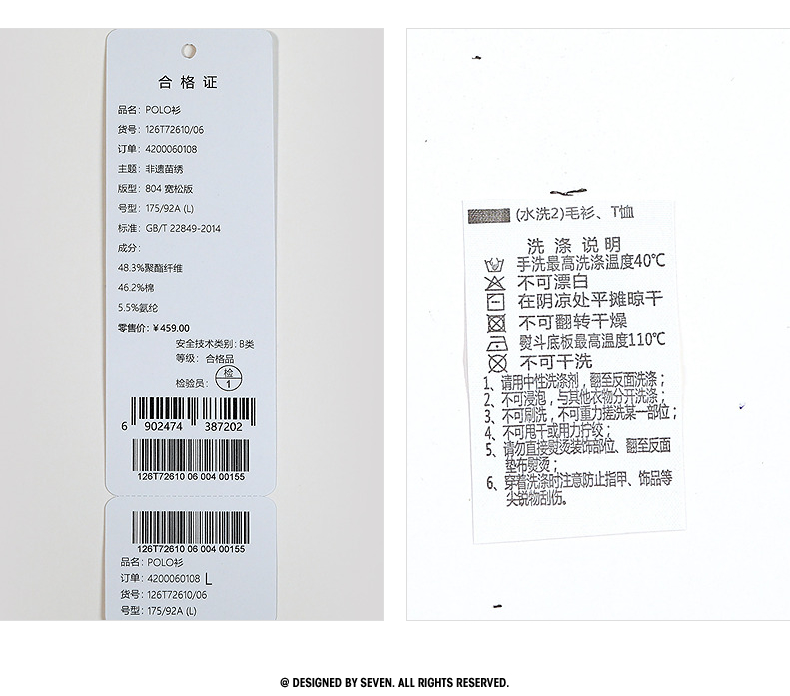 合格证
品名：POLO衫
货号：126T72610/06
订单：4200060108
主题：非遗苗绣
版型：804 宽松版
号型：175/92A (L)
标准：GB/T 22849-2014
成分：
48.3%聚酯纤维
46.2%棉
5.5%氨纶
零售价：￥459.00
安全技术类别：B类
等级：合格品
检验员：检1
6 902474 387202
126T72610 06 004 00155
126T72610 06 004 00155
品名：POLO衫
订单：4200060108 L
货号：126T72610/06
号型：175/92A (L)
(水洗2)毛衫、T恤
洗涤说明
手洗最高洗涤温度40℃
不可漂白
在阴凉处平摊晾干
不可翻转干燥
熨斗底板最高温度110℃
不可干洗
1、请用中性洗涤剂，翻至反面洗涤；
2、不可浸泡，与其他衣物分开洗涤；
3、不可刷洗，不可重力搓洗某一部位；
4、不可甩干或用力拧绞；
5、请勿直接熨烫装饰部位、翻至反面
垫布熨烫；
6、穿着洗涤时注意防止指甲、饰品等
尖锐物刮伤。
@ DESIGNED BY SEVEN. ALL RIGHTS RESERVED.